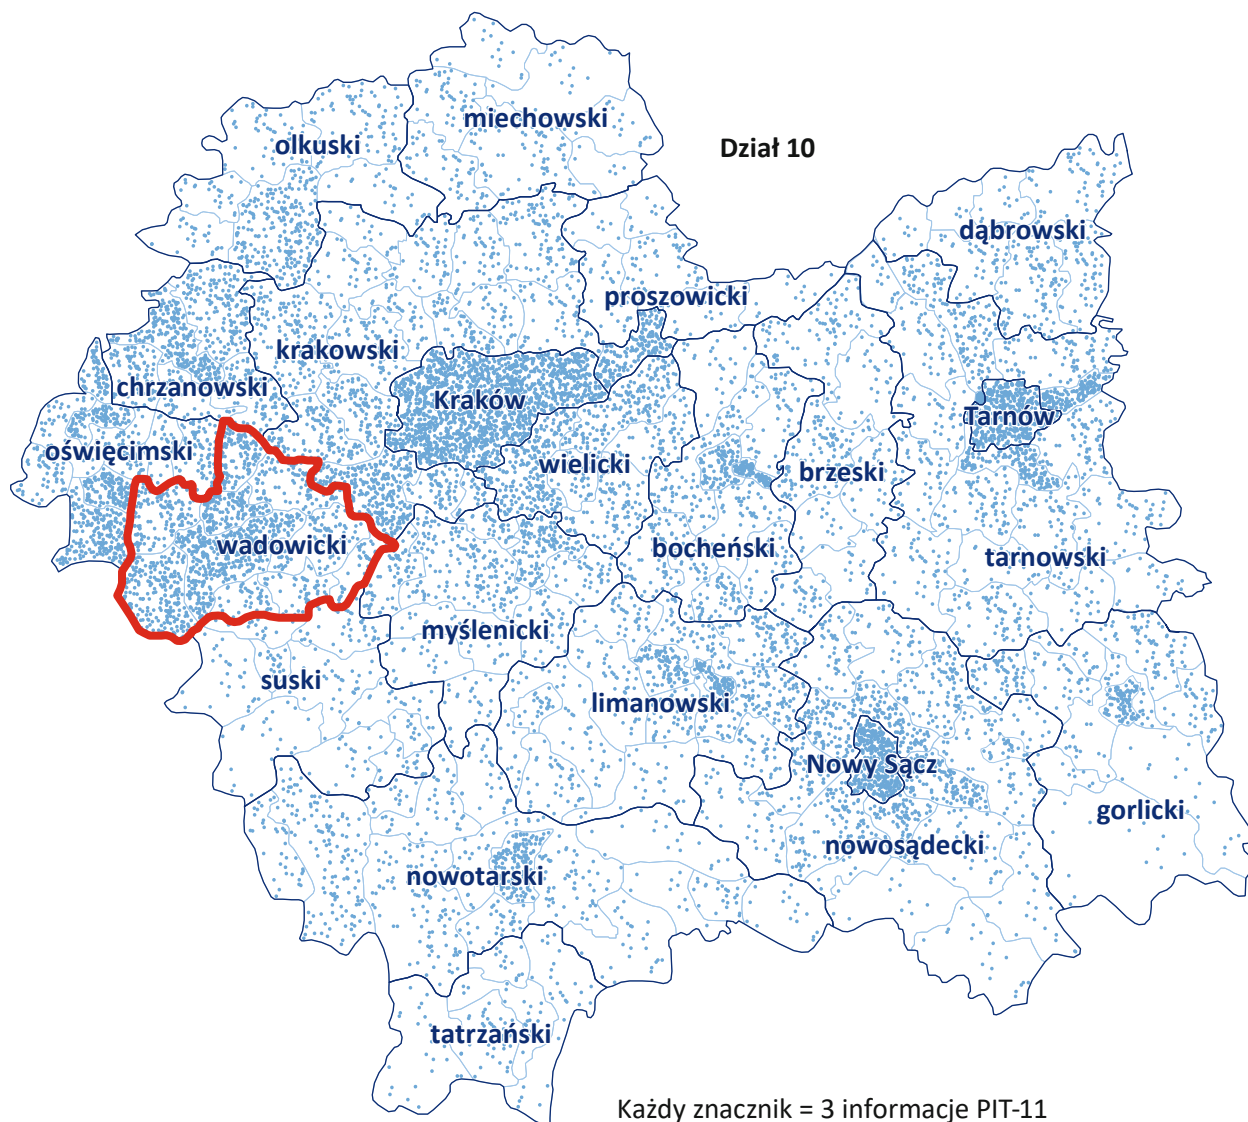 miechowski
olkuski
Dział 10
dąbrowski
proszowicki
krakowski
chrzanowski
Kraków
Tarnów
oświęcimski
wielicki
brzeski
wadowicki
bocheński
tarnowski
myślenicki
suski
limanowski
Nowy Sącz
gorlicki
nowosądecki
nowotarski
tatrzański
Każdy znacznik = 3 informacje PIT-11